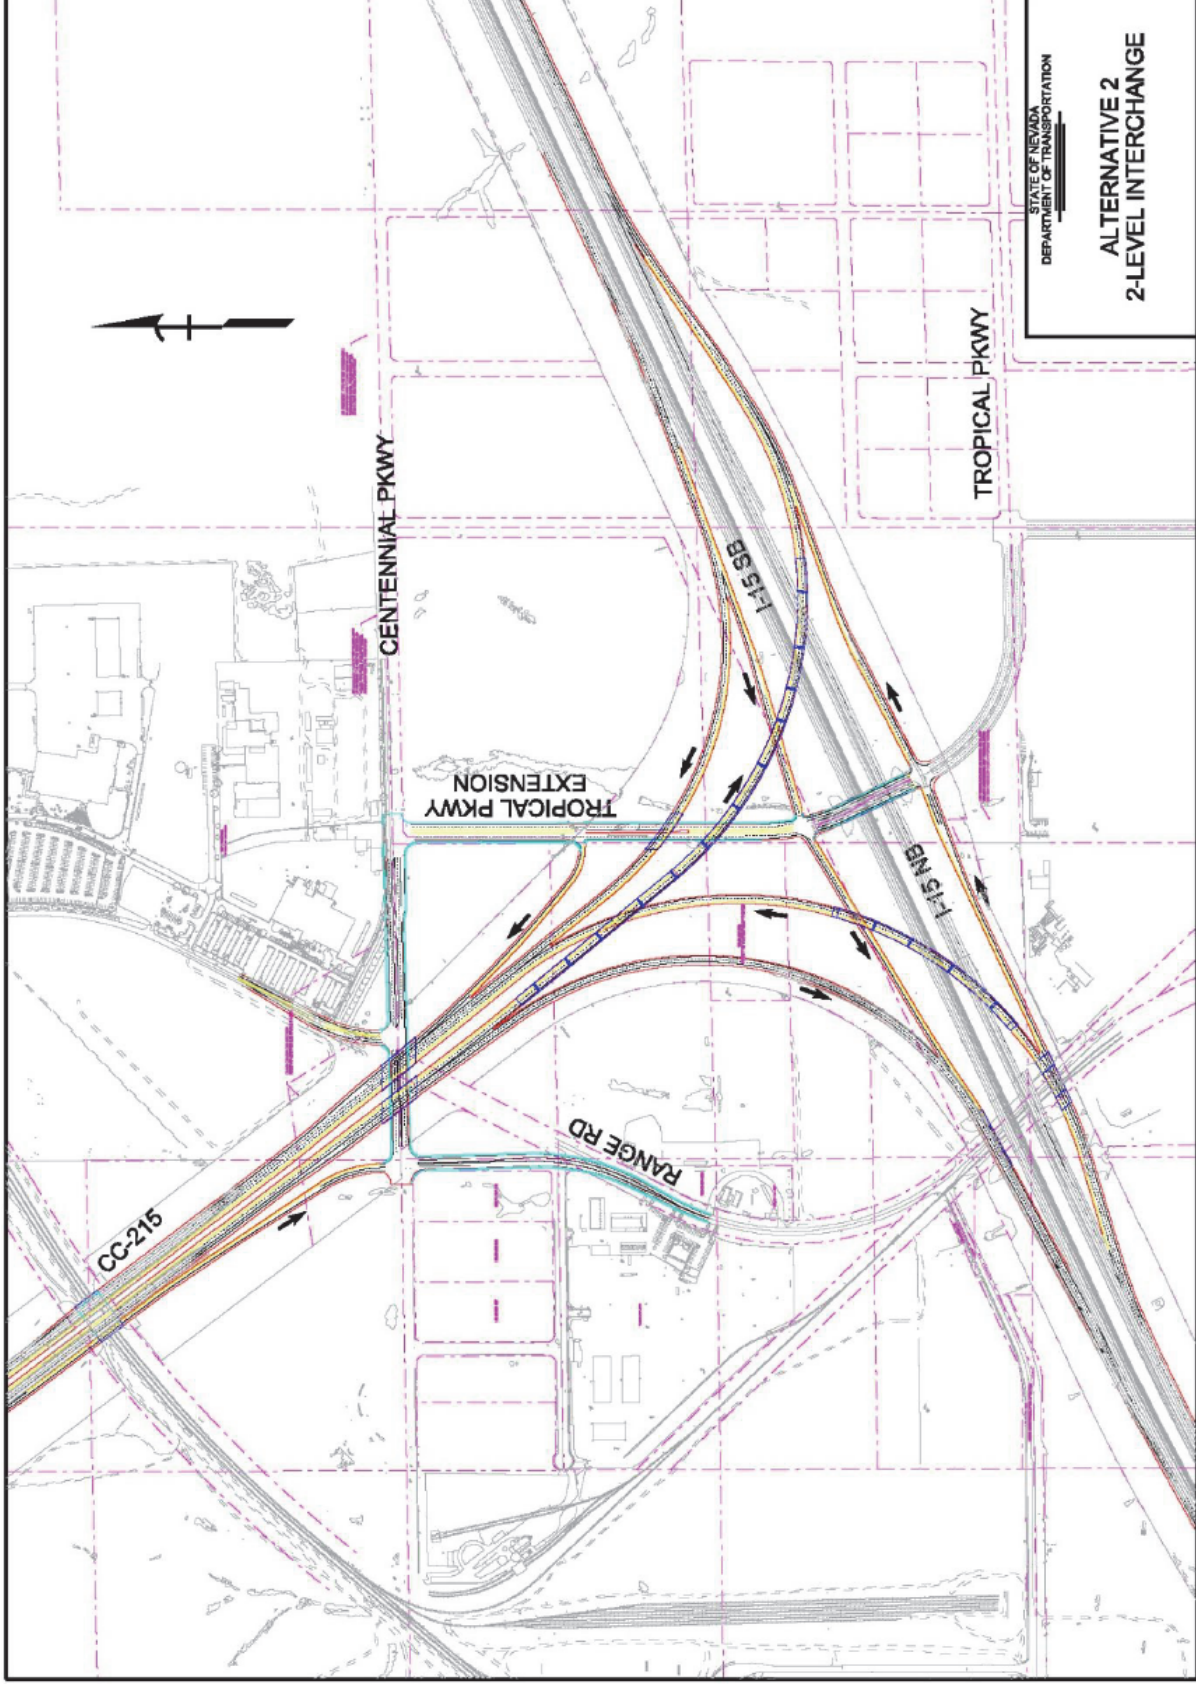 CC-215
CENTENNIAL PKWY
TROPICAL PKWY
EXTENSION
RANGE RD
I-15 SB
I-15 NB
TROPICAL PKWY
STATE OF NEVADA
DEPARTMENT OF TRANSPORTATION
ALTERNATIVE 2
2-LEVEL INTERCHANGE